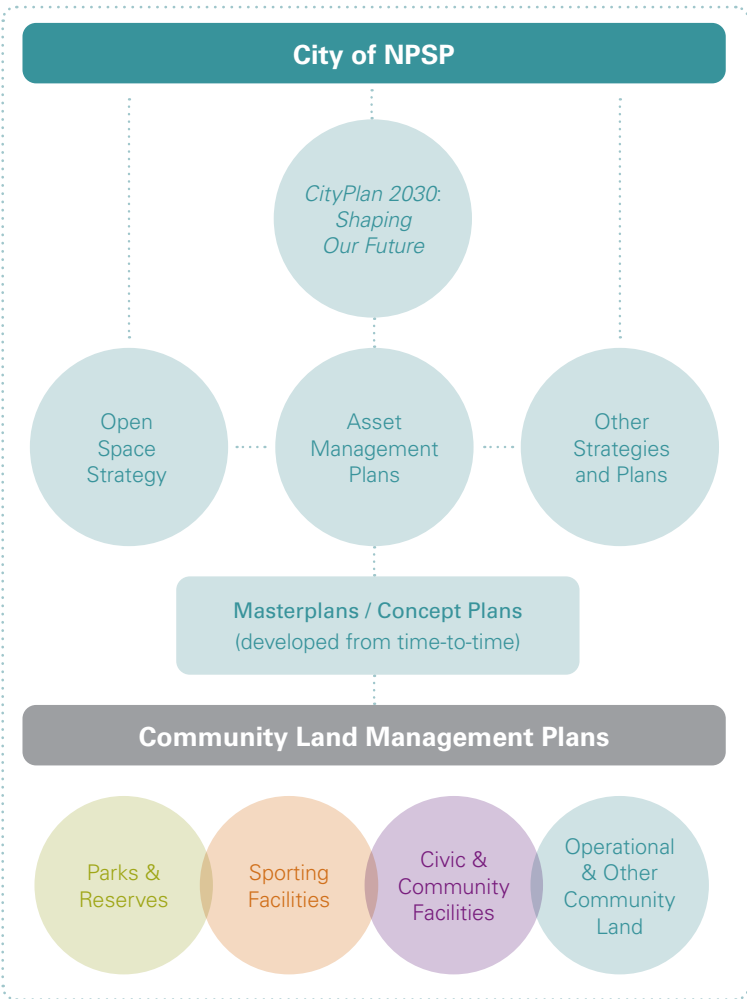 City of NPSP
CityPlan 2030:
Shaping
Our Future
Open
Space
Strategy
Asset
Management
Plans
Other
Strategies
and Plans
Masterplans / Concept Plans
(developed from time-to-time)
Community Land Management Plans
Parks &
Reserves
Sporting
Facilities
Civic &
Community
Facilities
Operational
& Other
Community
Land